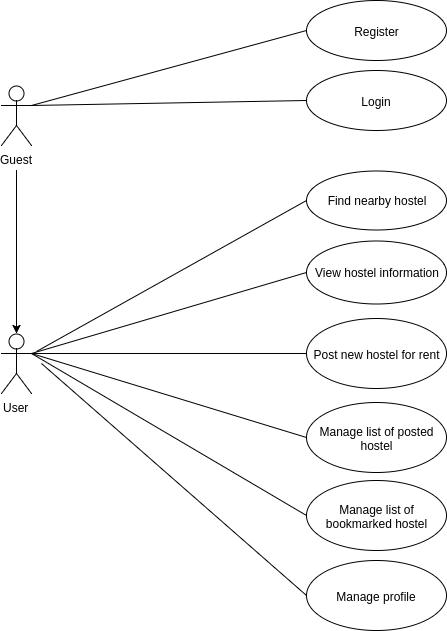 Register
Login
Guest
Find nearby hostel
View hostel information
Post new hostel for rent
User
Manage list of posted
hostel
Manage list of
bookmarked hostel
Manage profile